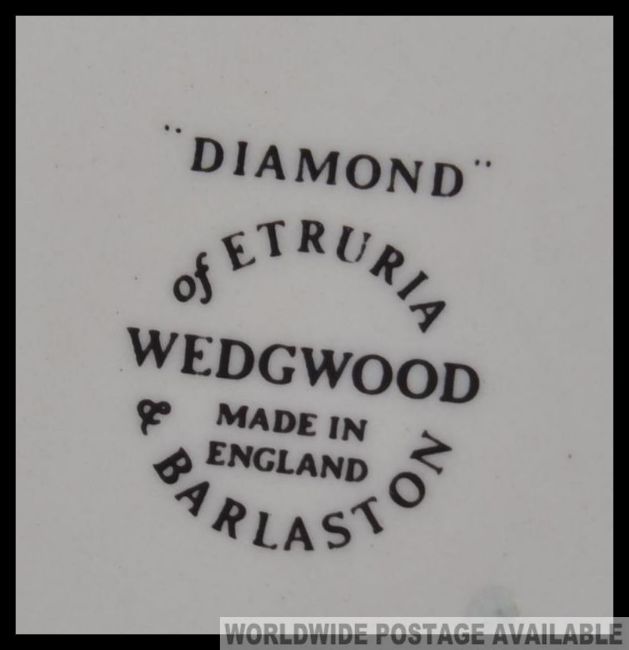 "DIAMOND"
of ETRURIA
WEDGWOOD
MADE IN
ENGLAND
& BARLASTON
WORLDWIDE POSTAGE AVAILABLE